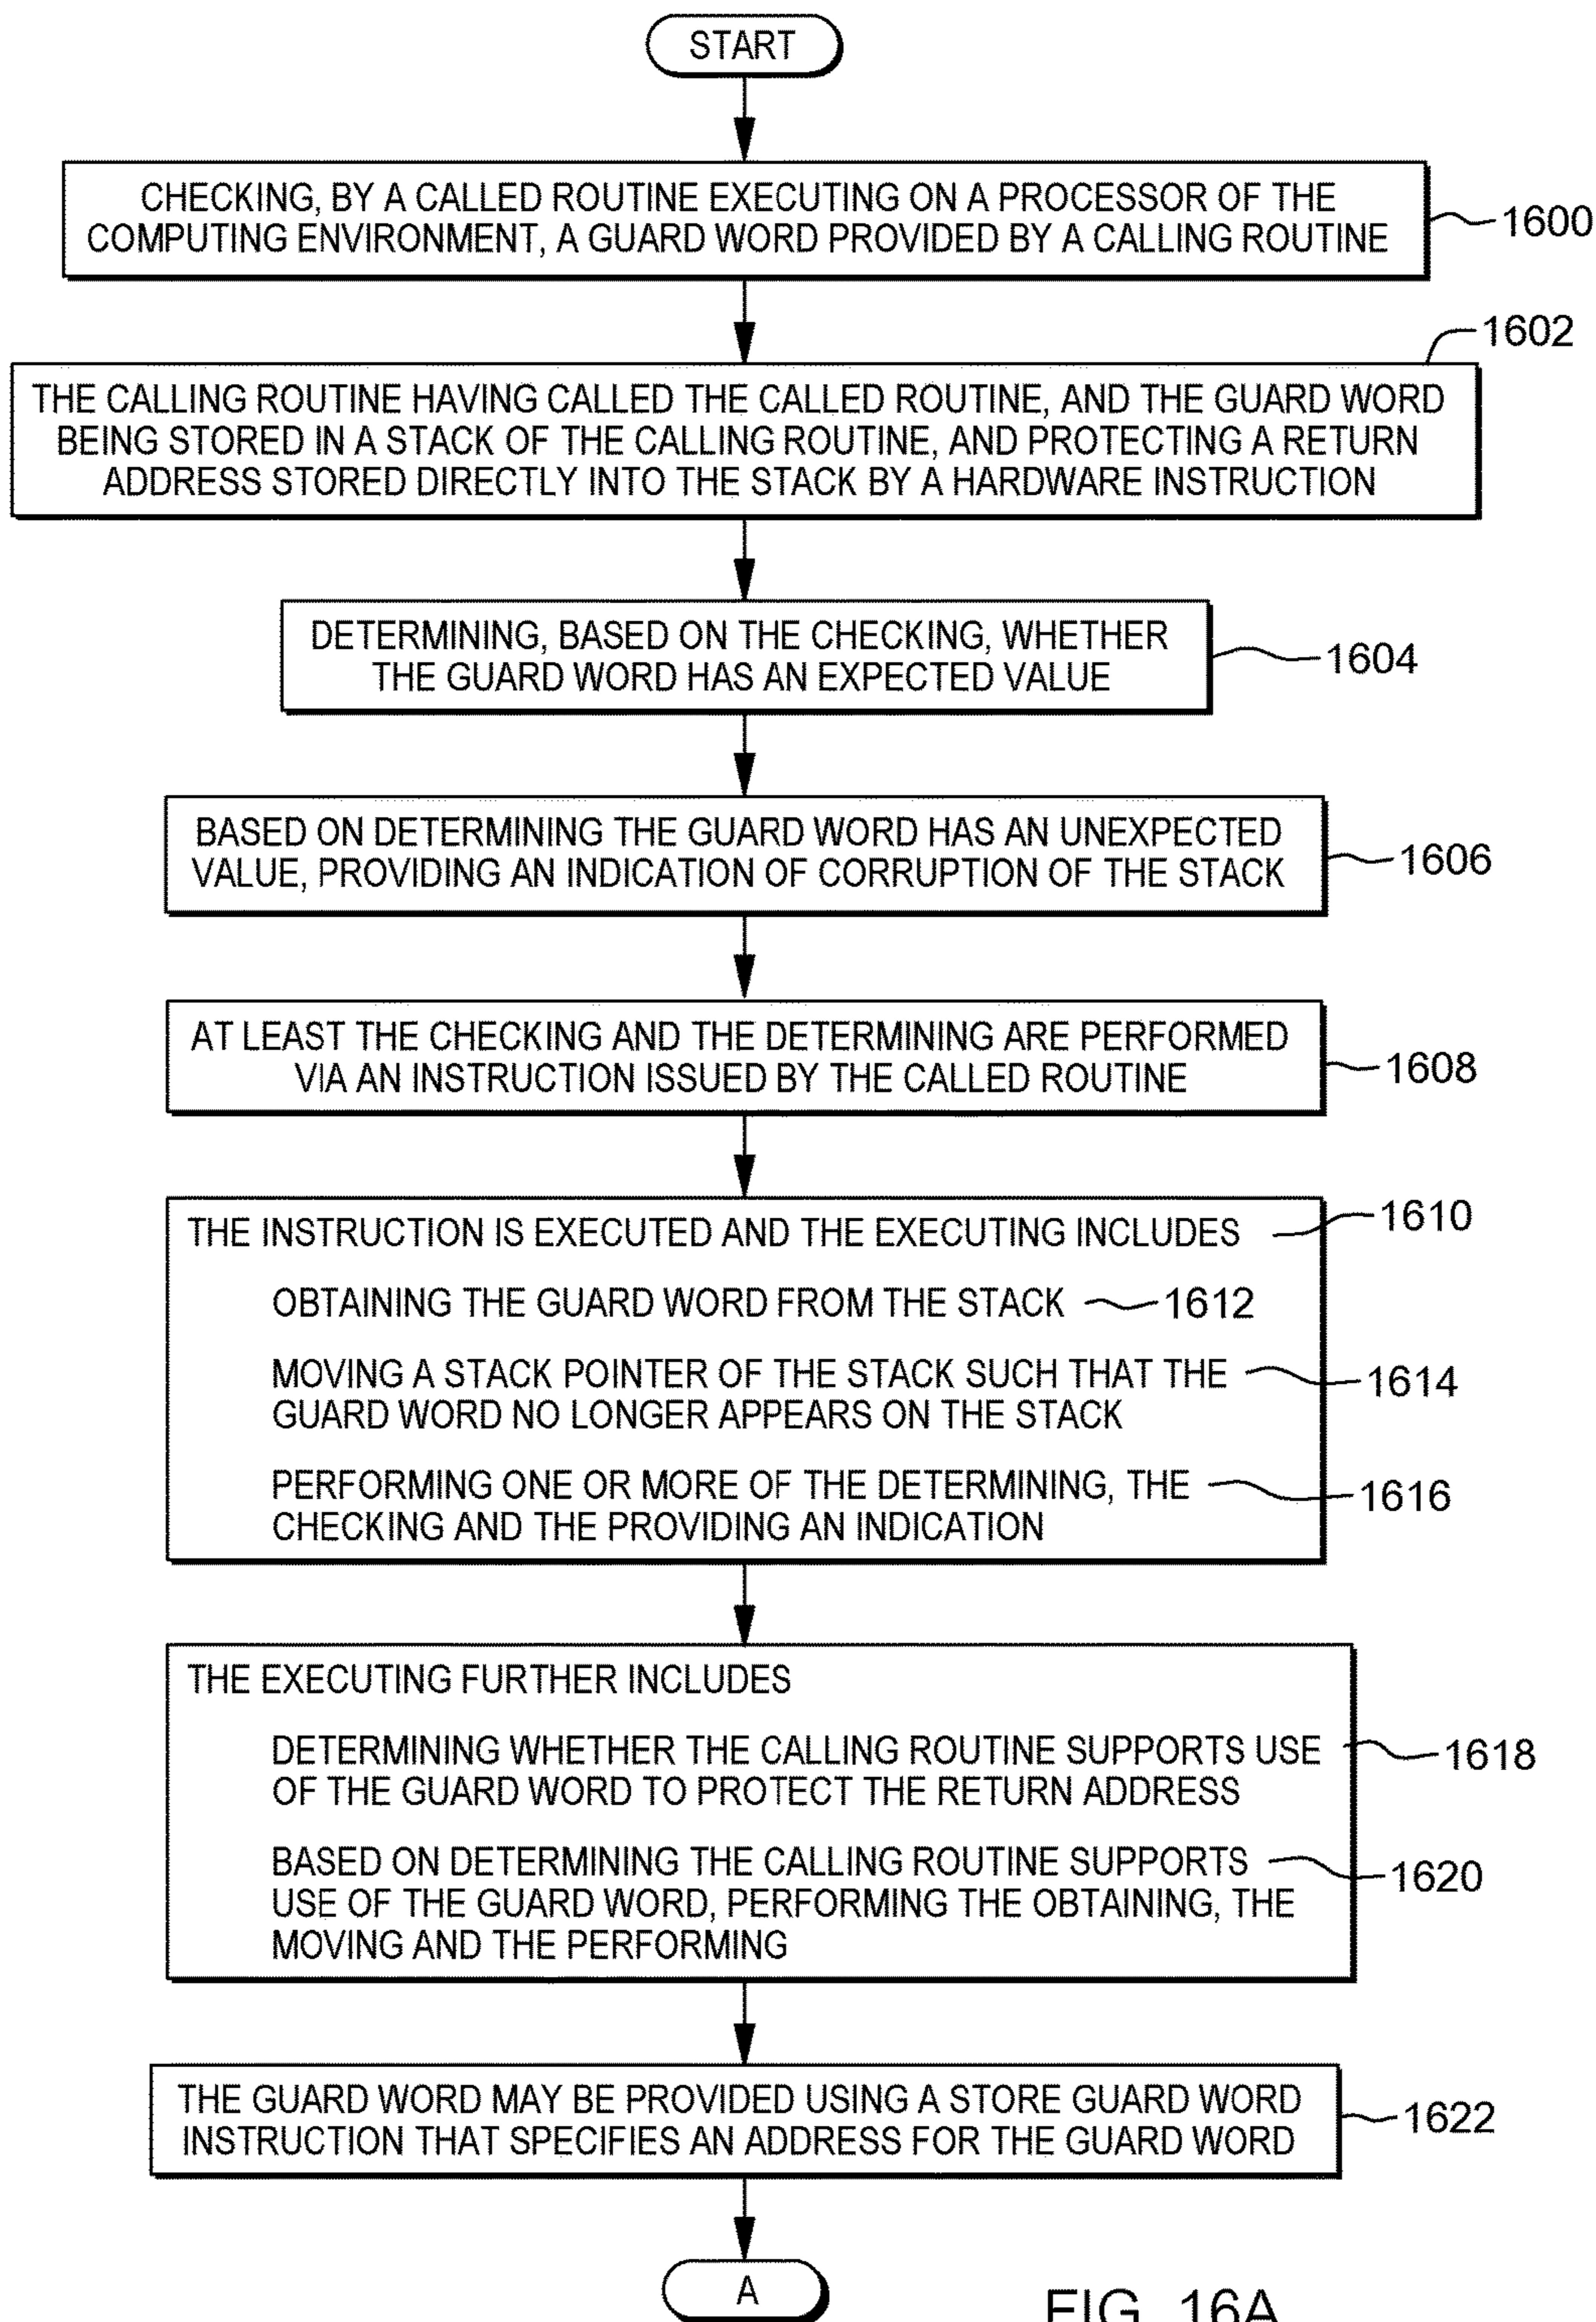 START
CHECKING, BY A CALLED ROUTINE EXECUTING ON A PROCESSOR OF THE
COMPUTING ENVIRONMENT, A GUARD WORD PROVIDED BY A CALLING ROUTINE
1600
1602
THE CALLING ROUTINE HAVING CALLED THE CALLED ROUTINE, AND THE GUARD WORD
BEING STORED IN A STACK OF THE CALLING ROUTINE, AND PROTECTING A RETURN
ADDRESS STORED DIRECTLY INTO THE STACK BY A HARDWARE INSTRUCTION
DETERMINING, BASED ON THE CHECKING, WHETHER
THE GUARD WORD HAS AN EXPECTED VALUE
1604
BASED ON DETERMINING THE GUARD WORD HAS AN UNEXPECTED
VALUE, PROVIDING AN INDICATION OF CORRUPTION OF THE STACK
1606
AT LEAST THE CHECKING AND THE DETERMINING ARE PERFORMED
VIA AN INSTRUCTION ISSUED BY THE CALLED ROUTINE
1608
THE INSTRUCTION IS EXECUTED AND THE EXECUTING INCLUDES
1610
OBTAINING THE GUARD WORD FROM THE STACK
1612
MOVING A STACK POINTER OF THE STACK SUCH THAT THE
GUARD WORD NO LONGER APPEARS ON THE STACK
1614
PERFORMING ONE OR MORE OF THE DETERMINING, THE
CHECKING AND THE PROVIDING AN INDICATION
1616
THE EXECUTING FURTHER INCLUDES
DETERMINING WHETHER THE CALLING ROUTINE SUPPORTS USE
OF THE GUARD WORD TO PROTECT THE RETURN ADDRESS
1618
BASED ON DETERMINING THE CALLING ROUTINE SUPPORTS
USE OF THE GUARD WORD, PERFORMING THE OBTAINING, THE
MOVING AND THE PERFORMING
1620
THE GUARD WORD MAY BE PROVIDED USING A STORE GUARD WORD
INSTRUCTION THAT SPECIFIES AN ADDRESS FOR THE GUARD WORD
1622
A
FIG. 16A